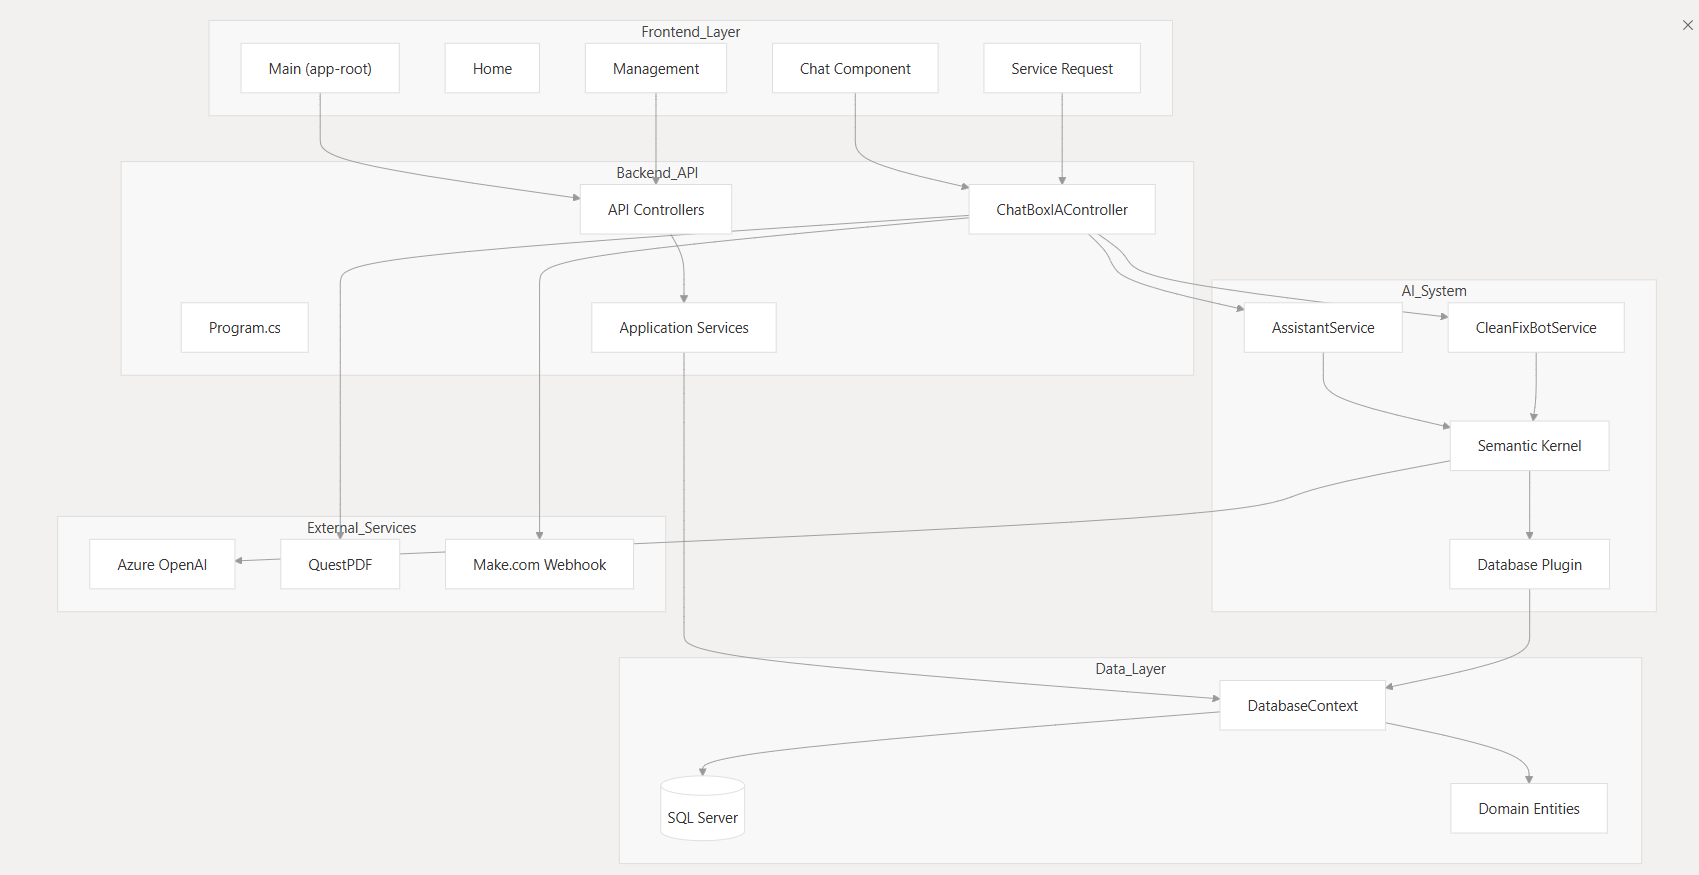 Frontend_Layer
Main (app-root)
Home
Management
Chat Component
Service Request
Backend_API
API Controllers
ChatBoxIAController
Program.cs
Application Services
AI_System
AssistantService
CleanFixBotService
Semantic Kernel
Database Plugin
External_Services
Azure OpenAI
QuestPDF
Make.com Webhook
Data_Layer
DatabaseContext
SQL Server
Domain Entities